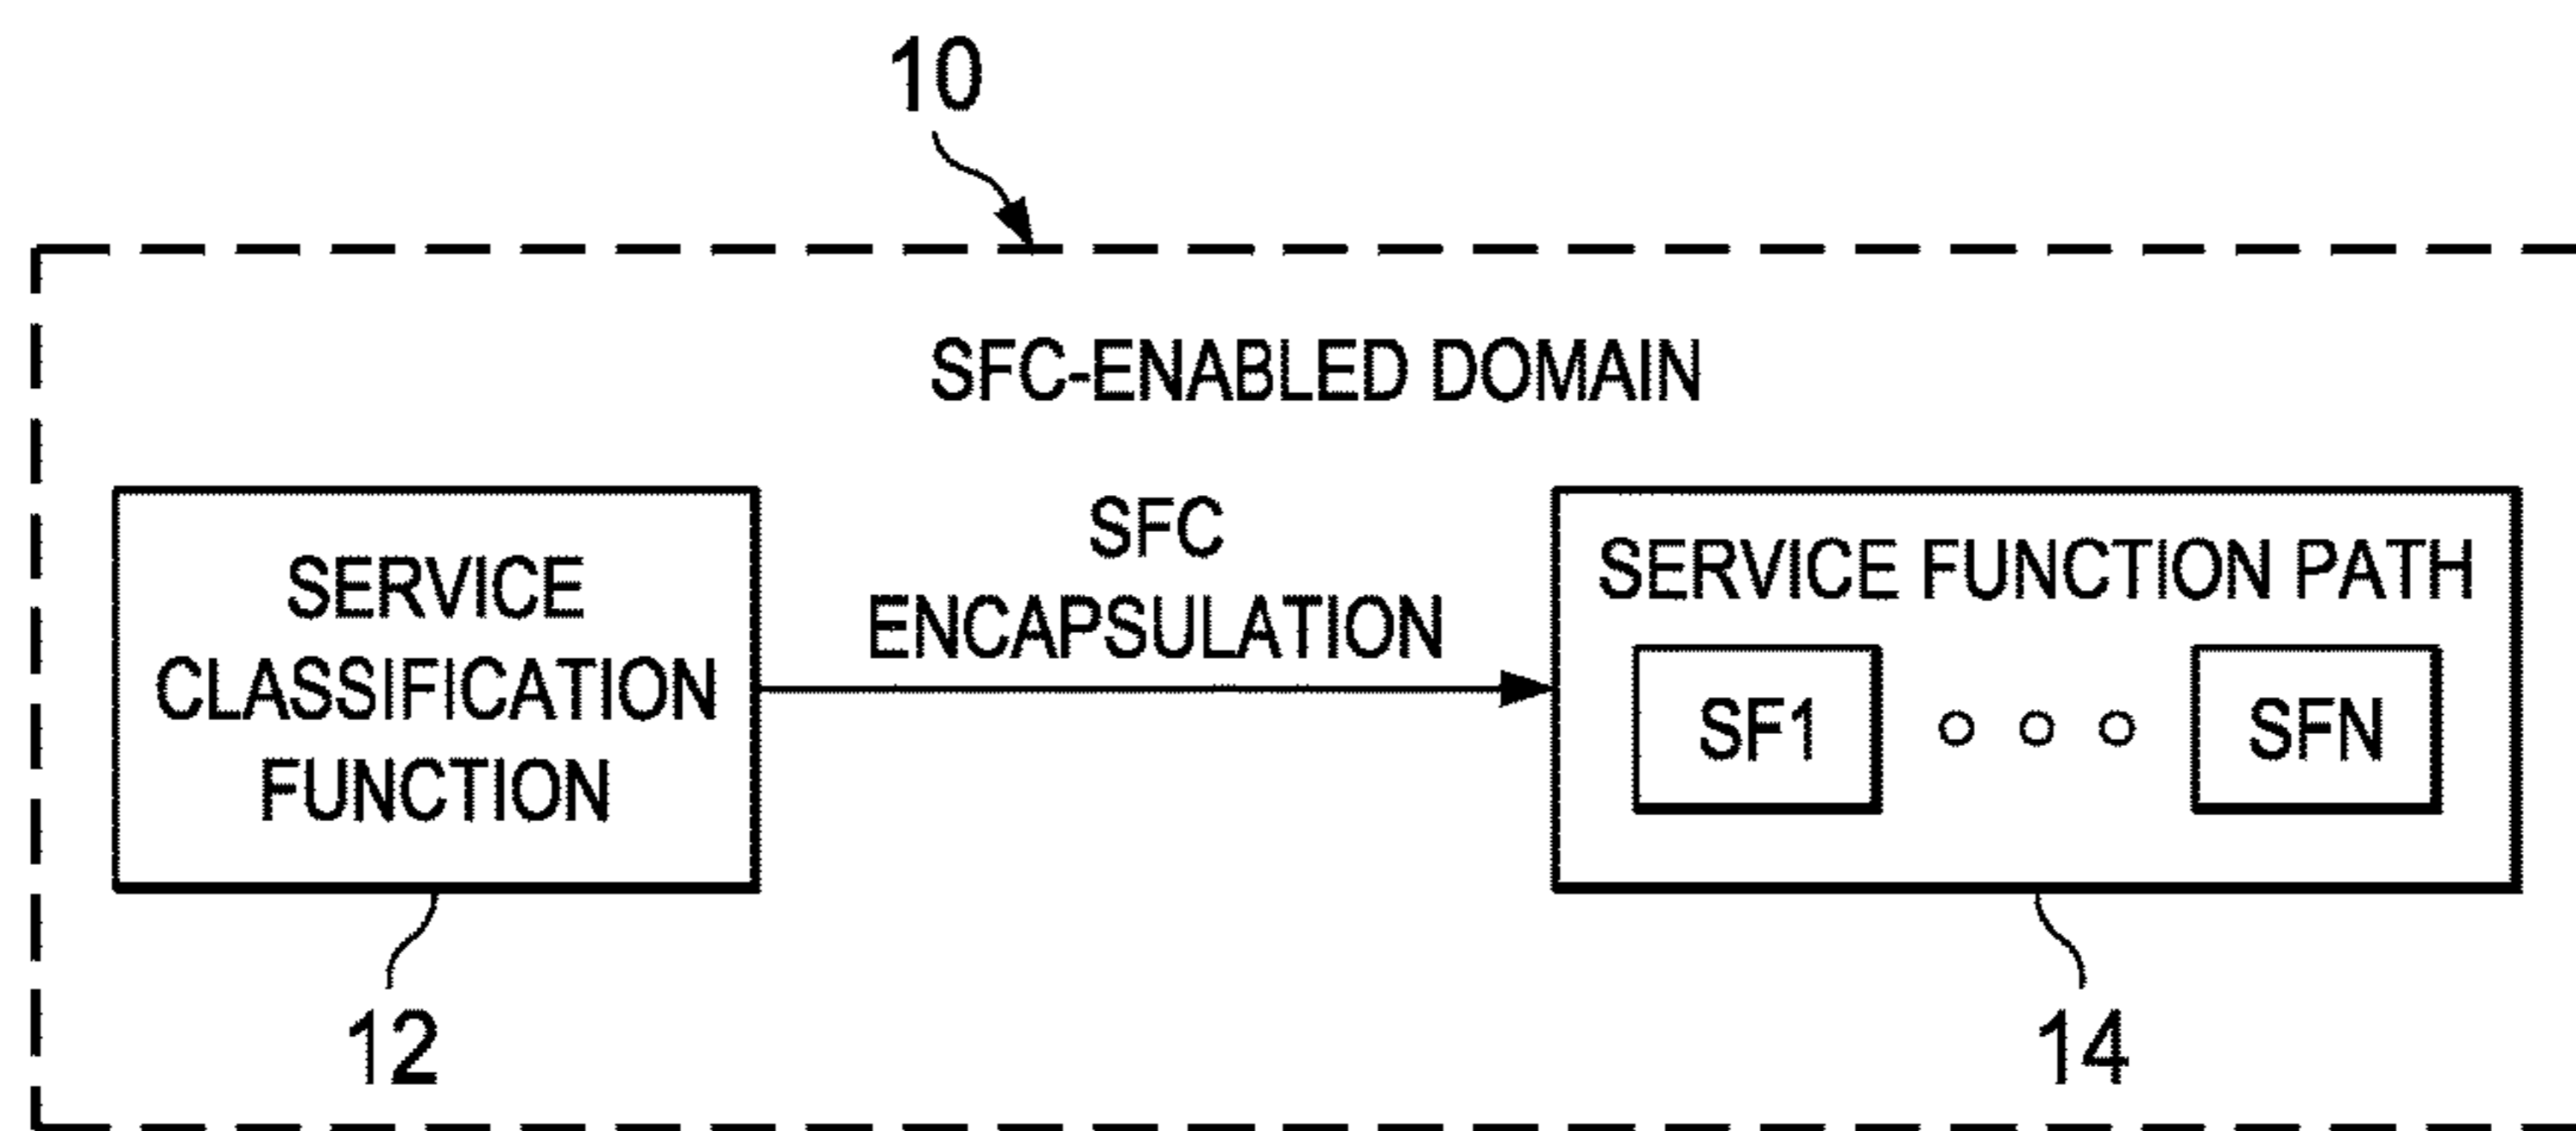 10
SFC-ENABLED DOMAIN
SERVICE
CLASSIFICATION
FUNCTION
SFC
ENCAPSULATION
SERVICE FUNCTION PATH
SF1
SFN
12
14